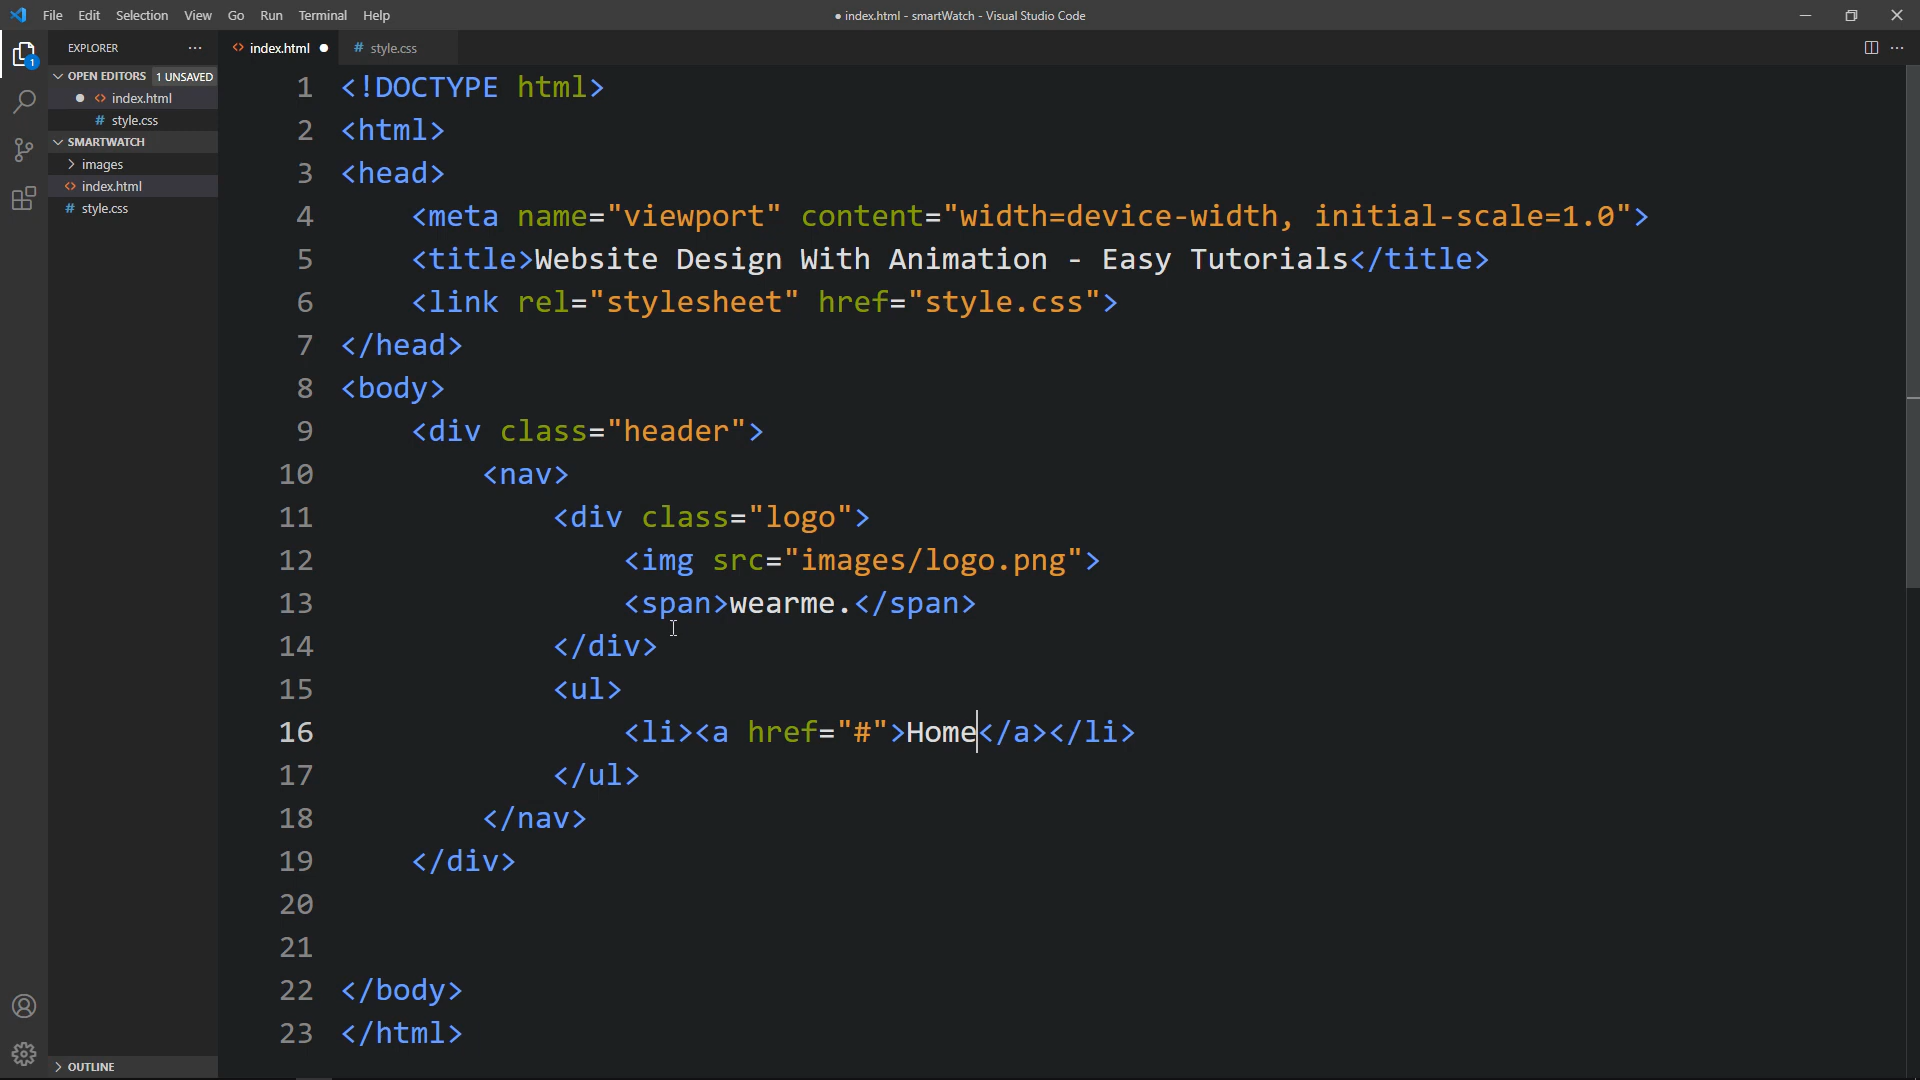 File Edit Selection View Go Run Terminal Help
● index.html - smartWatch - Visual Studio Code
EXPLORER
1
OPEN EDITORS 1 UNSAVED
index.html
# style.css
SMARTWATCH
images
index.html
# style.css
OUTLINE
index.html
# style.css
1 <!DOCTYPE html>
2 <html>
3 <head>
4 <meta name="viewport" content="width=device-width, initial-scale=1.0">
5 <title>Website Design With Animation - Easy Tutorials</title>
6 <link rel="stylesheet" href="style.css">
7 </head>
8 <body>
9 <div class="header">
10 <nav>
11 <div class="logo">
12 <img src="images/logo.png">
13 <span>wearme.</span>
14 </div>
15 <ul>
16 <li><a href="#">Home</a></li>
17 </ul>
18 </nav>
19 </div>
20
21
22 </body>
23 </html>